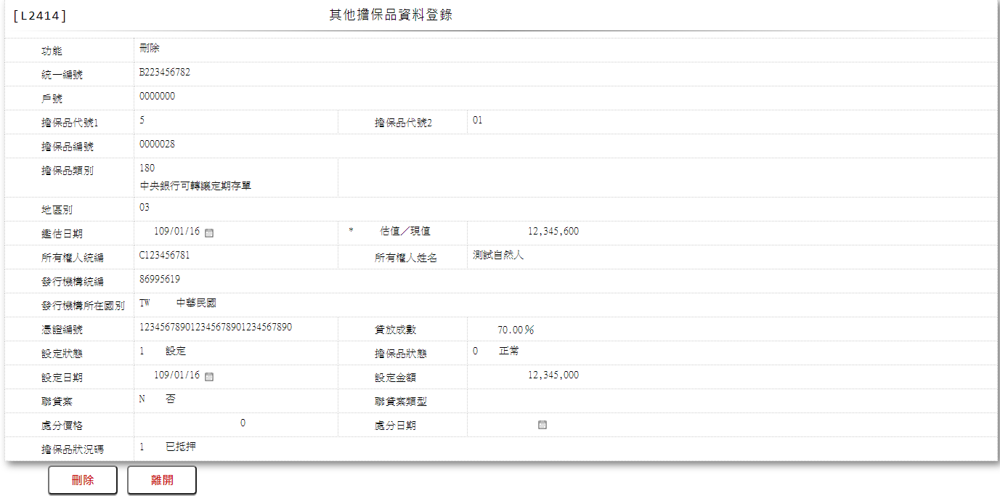 [L2414] 其他擔保品資料登錄
功能 刪除
統一編號 B223456782
戶號 0000000
擔保品代號1 5 擔保品代號2 01
擔保品編號 0000028
擔保品類別 180
中央銀行可轉讓定期存單
地區別 03
鑑估日期 109/01/16 * 估值／現值 12,345,600
所有權人統編 C123456781 所有權人姓名 測試自然人
發行機構統編 86995619
發行機構所在國別 TW 中華民國
憑證編號 123456789012345678901234567890 貸放成數 70.00％
設定狀態 1 設定 擔保品狀態 0 正常
設定日期 109/01/16 設定金額 12,345,000
聯貸案 N 否 聯貸案類型
處分價格 0 處分日期
擔保品狀況碼 1 已抵押
刪除 離開